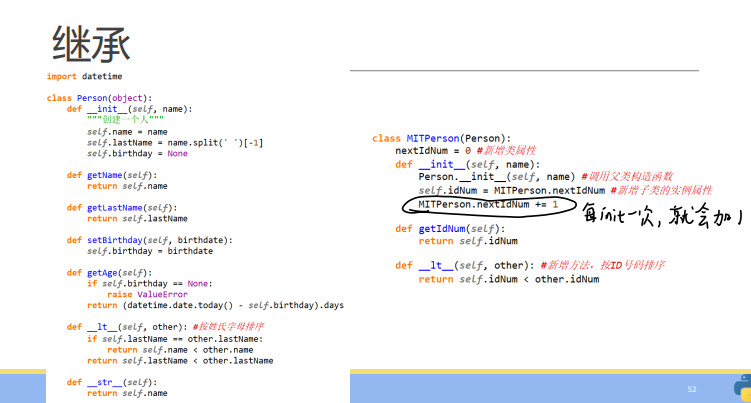 继承
import datetime
class Person(object):
def __init__(self, name):
"""创建一个人"""
self.name = name
self.lastName = name.split(' ')[-1]
self.birthday = None
def getName(self):
return self.name
def getLastName(self):
return self.lastName
def setBirthday(self, birthdate):
self.birthday = birthdate
def getAge(self):
if self.birthday == None:
raise ValueError
return (datetime.date.today() - self.birthday).days
def __lt__(self, other): #按姓氏字母排序
if self.lastName == other.lastName:
return self.name < other.name
return self.lastName < other.lastName
def __str__(self):
return self.name
class MITPerson(Person):
nextIdNum = 0 #新增类属性
def __init__(self, name):
Person.__init__(self, name) #调用父类构造函数
self.idNum = MITPerson.nextIdNum #新增子类的实例属性
MITPerson.nextIdNum += 1
每init一次，就会加1
def getIdNum(self):
return self.idNum
def __lt__(self, other): #新增方法，按ID号码排序
return self.idNum < other.idNum
52